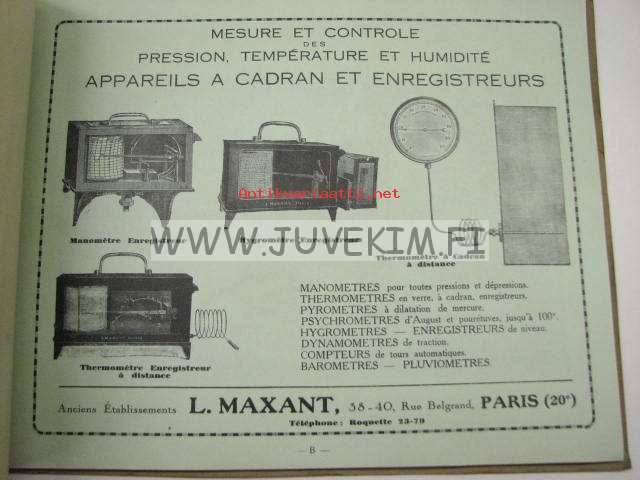 MESURE ET CONTROLE
DES
PRESSION, TEMPÉRATURE ET HUMIDITÉ
APPAREILS A CADRAN ET ENREGISTREURS
Antikvariaatti.net
L. MAXANT, PARIS
Manomètre Enregistreur
Hygromètre Enregistreur
Thermomètre à Cadran
à distance
WWW.JUVEKIM.FI
Thermomètre Enregistreur
à distance
MANOMETRES pour toutes pressions et dépressions.
THERMOMETRES en verre, à cadran, enregistreurs.
PYROMETRES à dilatation de mercure.
PSYCHROMETRES d'August et pourétuves, jusqu'à 100°.
HYGROMETRES — ENREGISTREURS de niveau.
DYNAMOMETRES de traction.
COMPTEURS de tours automatiques.
BAROMETRES — PLUVIOMETRES.
Anciens Établissements L. MAXANT, 38-40, Rue Belgrand, PARIS (20e)
Téléphone: Roquette 23-79
— B —